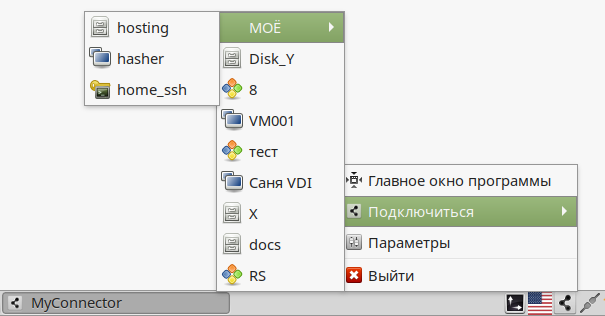 hosting
hasher
home_ssh
МОЁ
Disk_Y
8
VM001
тест
Саня VDI
X
docs
RS
Главное окно программы
Подключиться
Параметры
Выйти
MyConnector